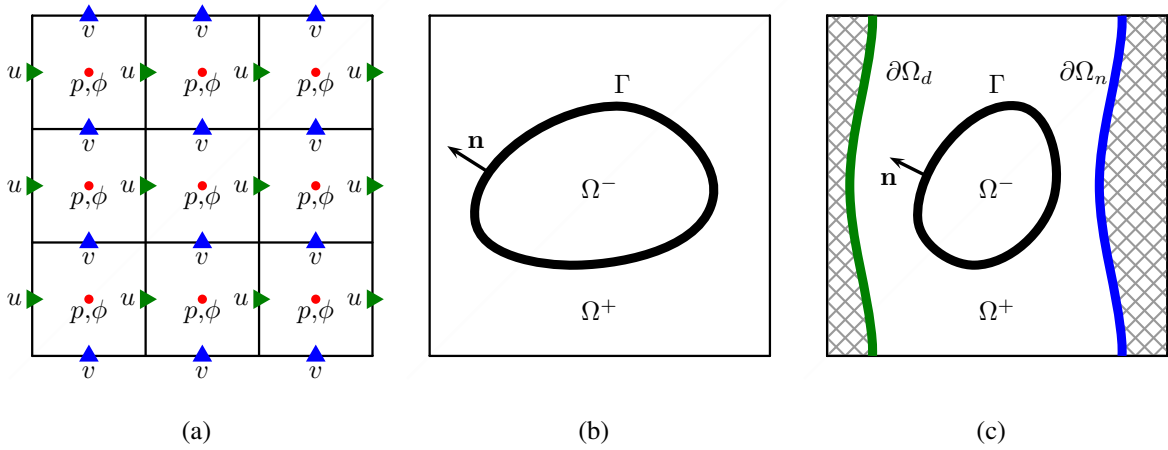 v v v
u u u u
p,ϕ p,ϕ p,ϕ
v v v
u u u u
p,ϕ p,ϕ p,ϕ
v v v
u u u u
p,ϕ p,ϕ p,ϕ
v v v
(a)
Γ
n
Ω⁻
Ω⁺
(b)
∂Ω_d Γ ∂Ω_n
n
Ω⁻
Ω⁺
(c)